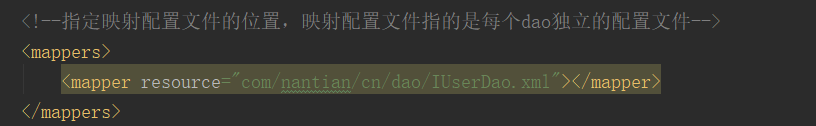 <!--指定映射配置文件的位置，映射配置文件指的是每个dao独立的配置文件-->
<mappers>
<mapper resource="com/nantian/cn/dao/IUserDao.xml"></mapper>
</mappers>